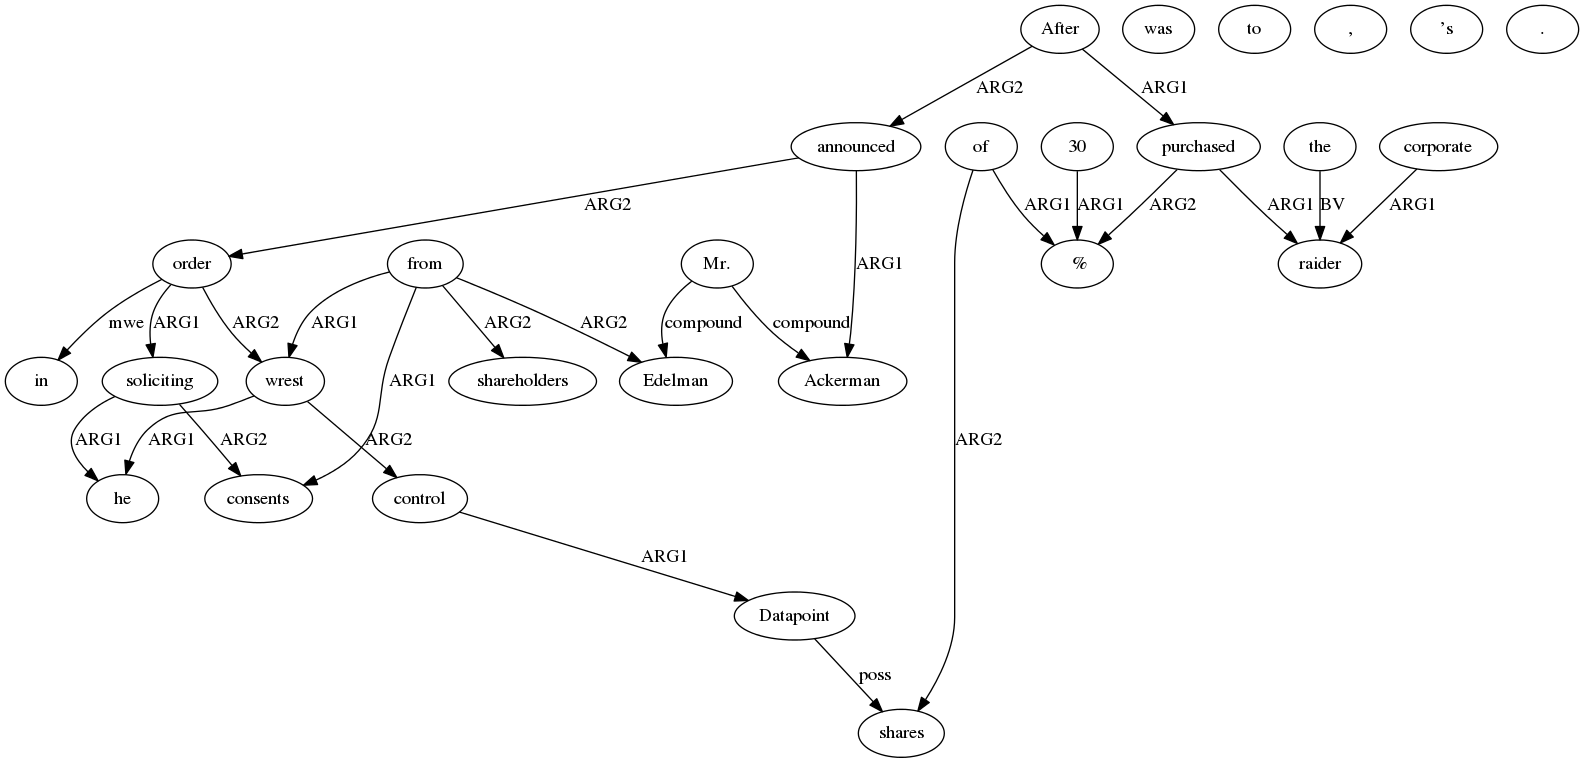 After was to , 's .
ARG2 ARG1
announced of 30 purchased the corporate
ARG2 ARG1 ARG1 ARG2 ARG1 BV ARG1
order from Mr. ARG1 % raider
mwe ARG1 ARG2 ARG1 ARG2 ARG2 compound compound
in soliciting wrest ARG1 shareholders Edelman Ackerman
ARG1 ARG1 ARG2 ARG2 ARG2
he consents control
ARG1
Datapoint
poss
shares